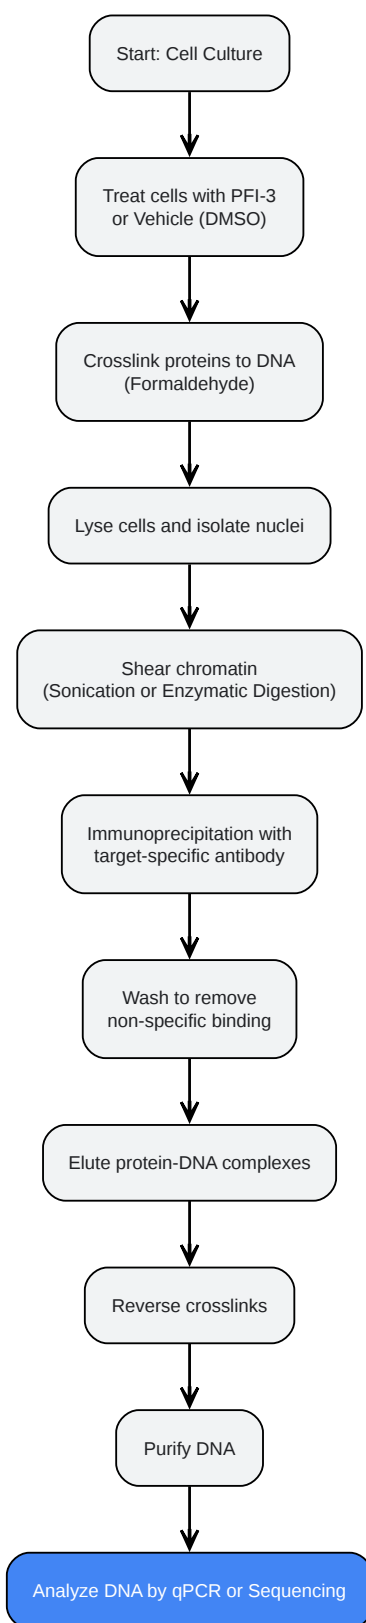 Start: Cell Culture
Treat cells with PFI-3
or Vehicle (DMSO)
Crosslink proteins to DNA
(Formaldehyde)
Lyse cells and isolate nuclei
Shear chromatin
(Sonication or Enzymatic Digestion)
Immunoprecipitation with
target-specific antibody
Wash to remove
non-specific binding
Elute protein-DNA complexes
Reverse crosslinks
Purify DNA
Analyze DNA by qPCR or Sequencing